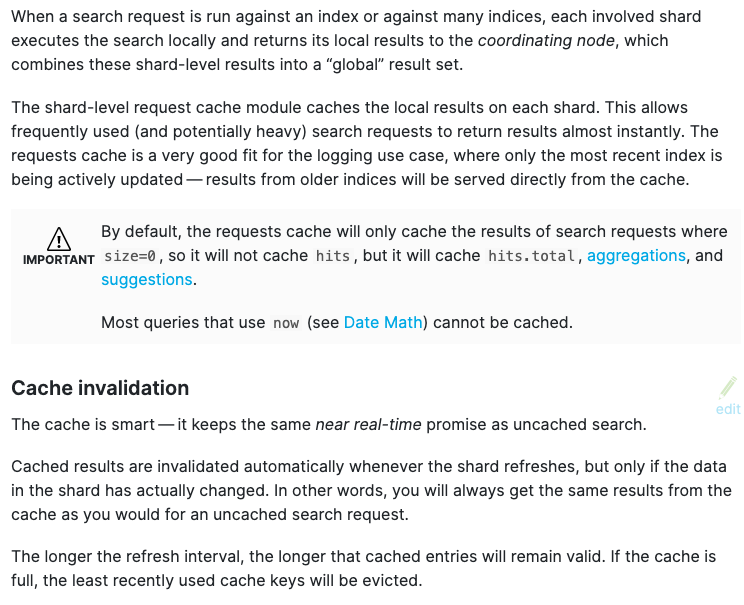 When a search request is run against an index or against many indices, each involved shard
executes the search locally and returns its local results to the coordinating node, which
combines these shard-level results into a “global” result set.
The shard-level request cache module caches the local results on each shard. This allows
frequently used (and potentially heavy) search requests to return results almost instantly. The
requests cache is a very good fit for the logging use case, where only the most recent index is
being actively updated — results from older indices will be served directly from the cache.
IMPORTANT
By default, the requests cache will only cache the results of search requests where
size=0, so it will not cache hits, but it will cache hits.total, aggregations, and
suggestions.
Most queries that use now (see Date Math) cannot be cached.
Cache invalidation
edit
The cache is smart — it keeps the same near real-time promise as uncached search.
Cached results are invalidated automatically whenever the shard refreshes, but only if the data
in the shard has actually changed. In other words, you will always get the same results from the
cache as you would for an uncached search request.
The longer the refresh interval, the longer that cached entries will remain valid. If the cache is
full, the least recently used cache keys will be evicted.